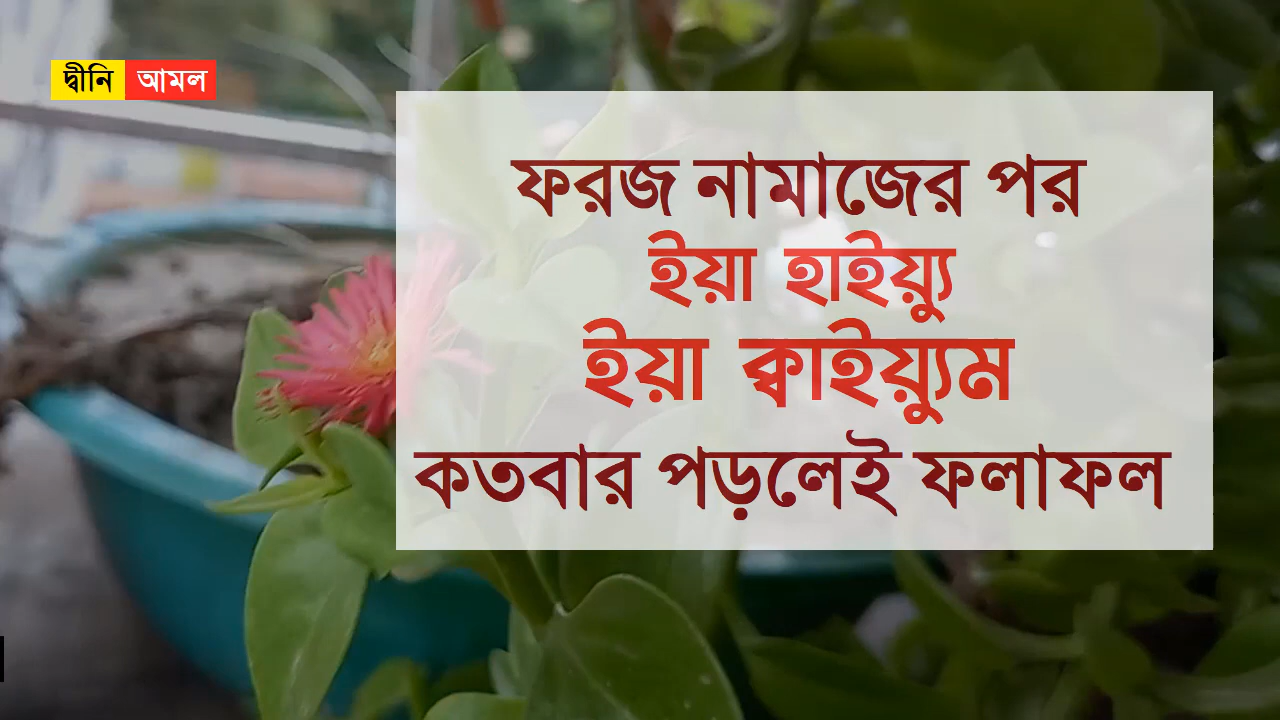 দ্বীনি আমল
ফরজ নামাজের পর
ইয়া হাইয়্যু
ইয়া ক্বাইয়্যুম
কতবার পড়লেই ফলাফল